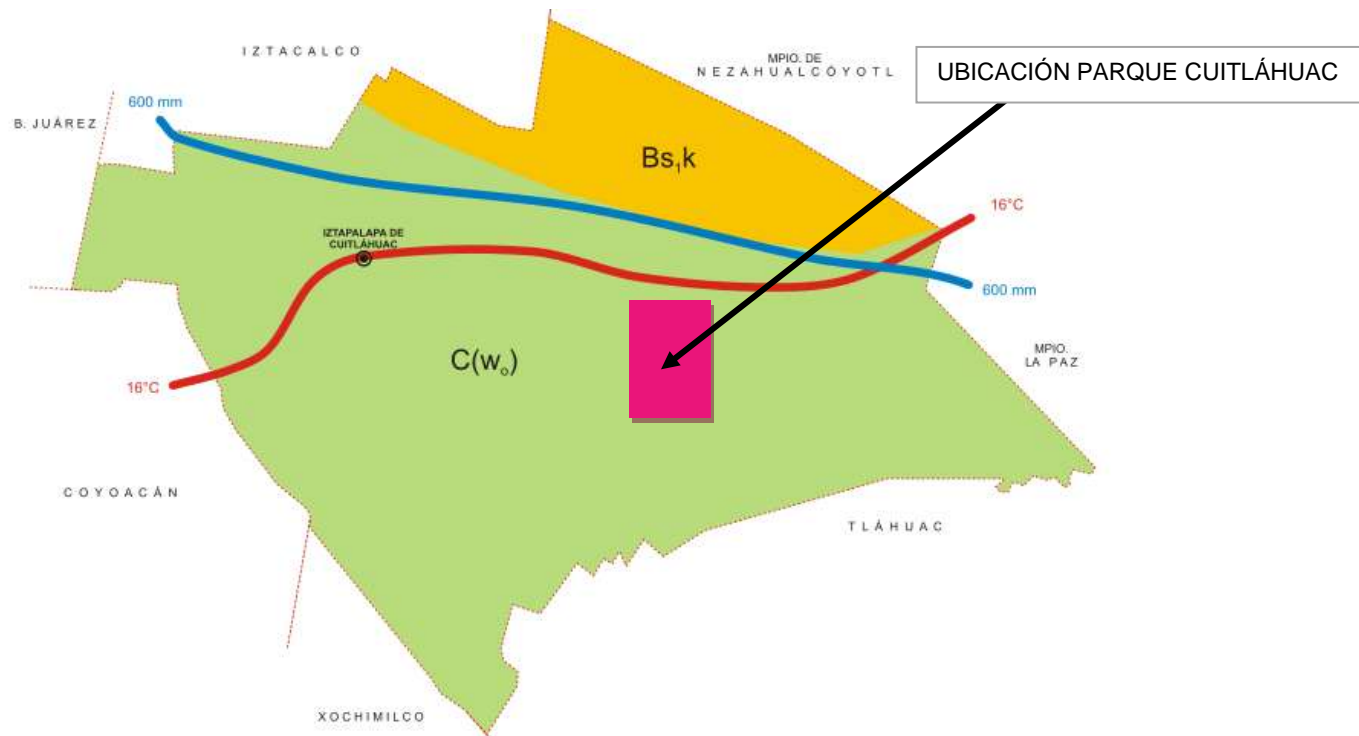 IZTACALCO
MPIO. DE
NEZAHUALCÓYOTL
UBICACIÓN PARQUE CUITLÁHUAC
600 mm
B. JUÁREZ
Bs₁k
16°C
IZTAPALAPA DE
CUITLÁHUAC
600 mm
MPIO.
LA PAZ
C(wₒ)
16°C
COYOACÁN
TLÁHUAC
XOCHIMILCO